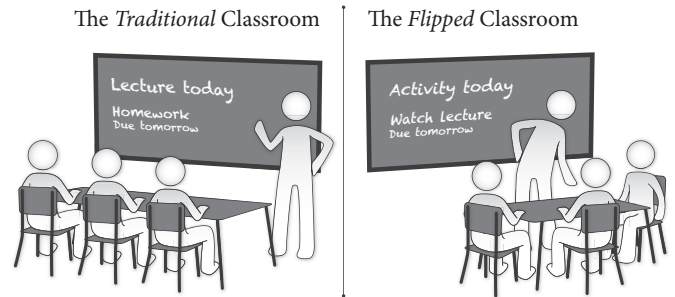 The Traditional Classroom
Lecture today
Homework
Due tomorrow
The Flipped Classroom
Activity today
Watch lecture
Due tomorrow